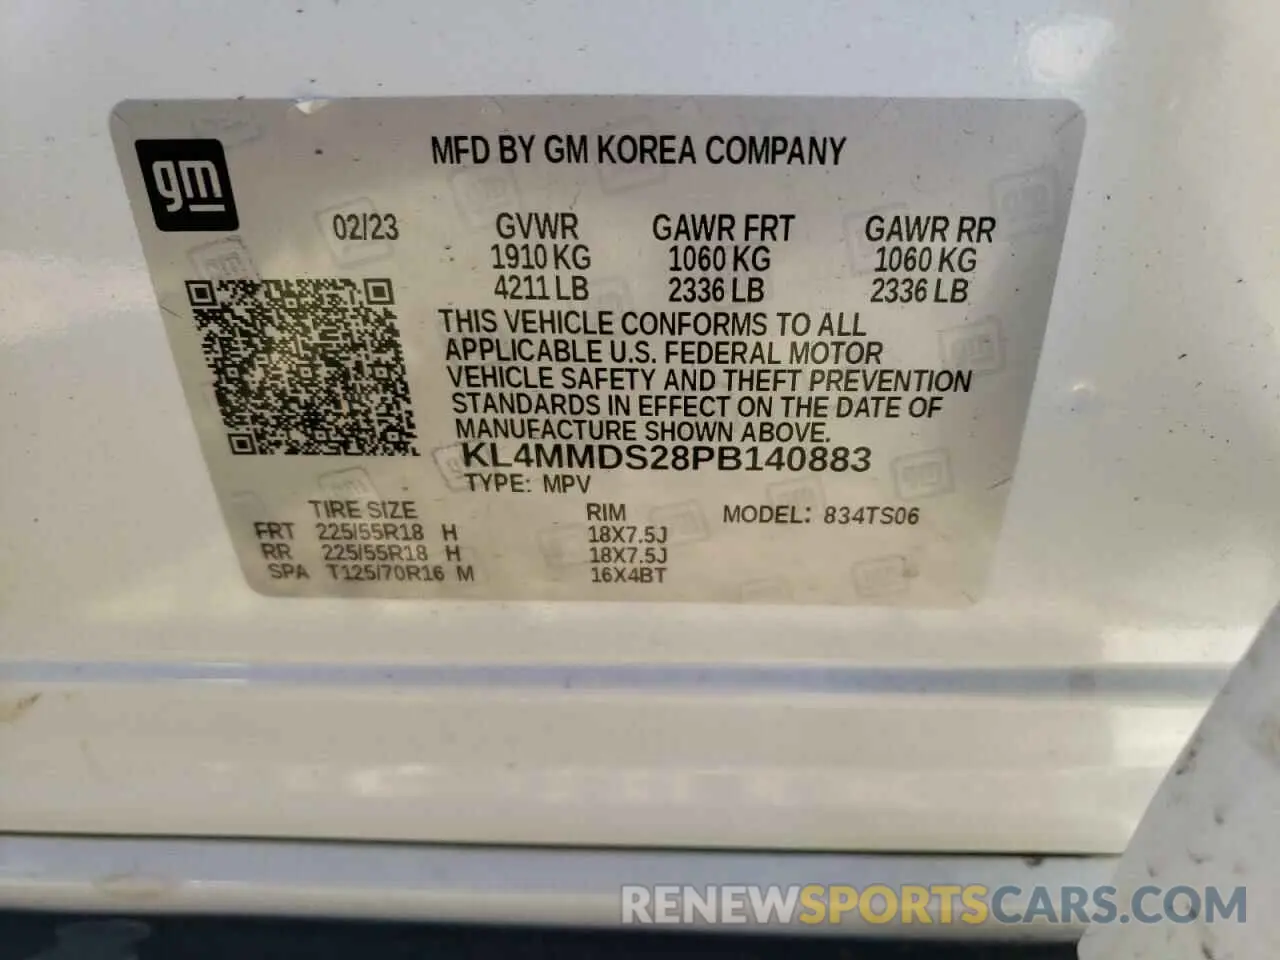 gm
MFD BY GM KOREA COMPANY
02/23 GVWR GAWR FRT GAWR RR
1910 KG 1060 KG 1060 KG
4211 LB 2336 LB 2336 LB
THIS VEHICLE CONFORMS TO ALL
APPLICABLE U.S. FEDERAL MOTOR
VEHICLE SAFETY AND THEFT PREVENTION
STANDARDS IN EFFECT ON THE DATE OF
MANUFACTURE SHOWN ABOVE.
KL4MMDS28PB140883
TYPE: MPV
TIRE SIZE RIM MODEL: 834TS06
FRT 225/55R18 H 18X7.5J
RR 225/55R18 H 18X7.5J
SPA T125/70R16 M 16X4BT
RENEWSPORTSCARS.COM